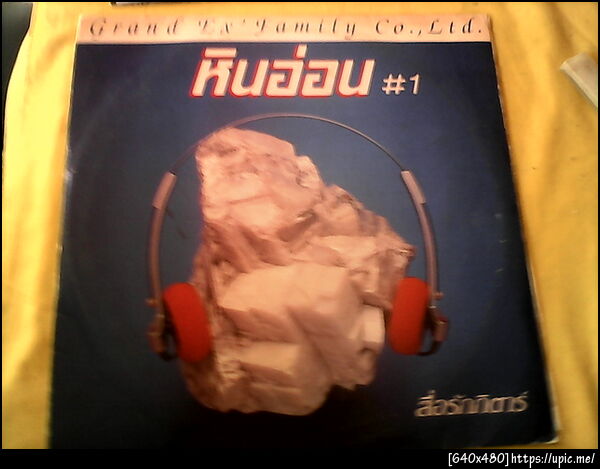 Grand Ex' Family Co.,Ltd.
หินอ่อน #1
สื่อรักกีตาร์
[640x480]https://upic.me/